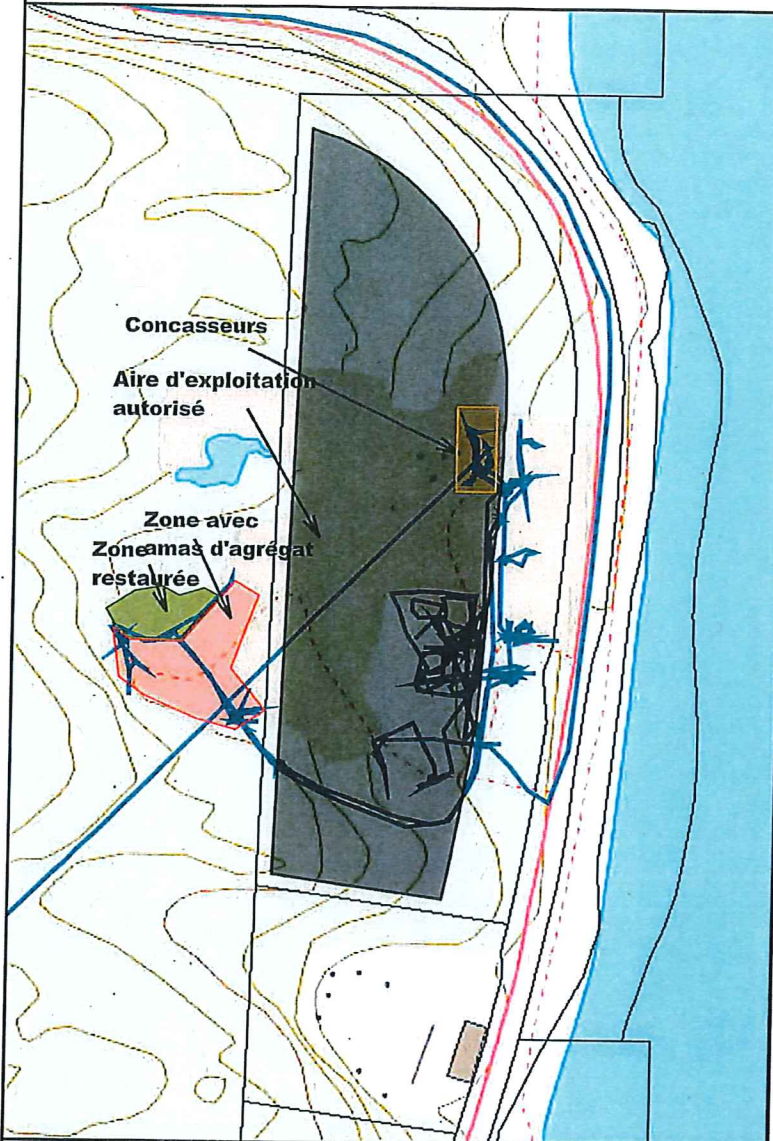 Concasseurs
Aire d'exploitation
autorisé
Zone avec
amas d'agrégat
Zone
restaurée